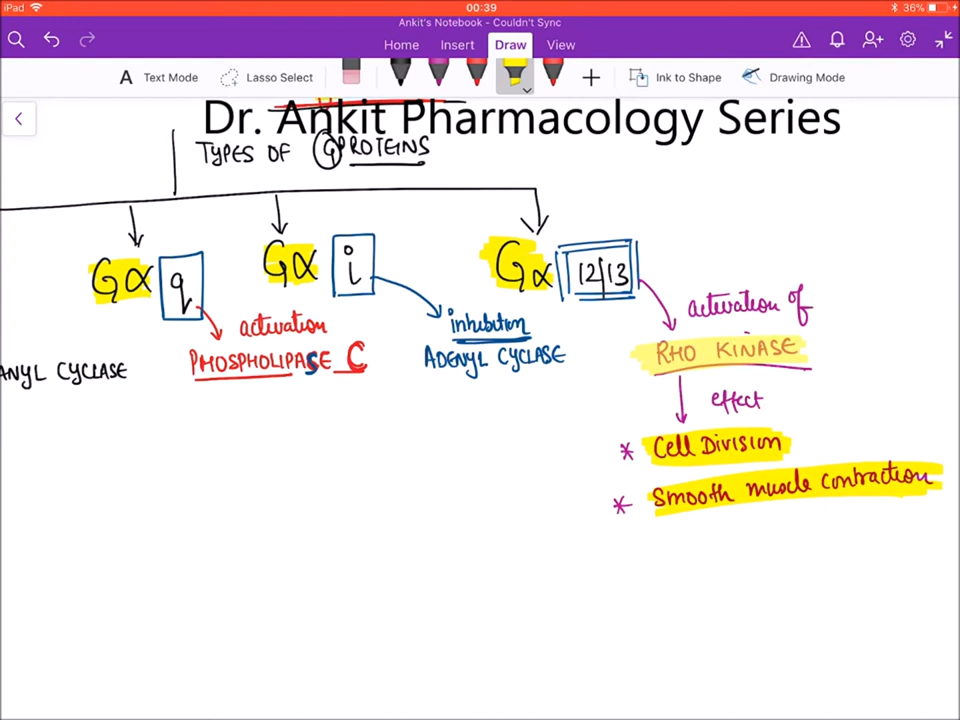 iPad
00:39
36%
Ankit's Notebook - Couldn't Sync
Home Insert Draw View
A Text Mode Lasso Select Ink to Shape Drawing Mode
Dr. Ankit Pharmacology Series
TYPES OF G PROTEINS
Gα q
Gα i
Gα 12/13
activation
PHOSPHOLIPASE C
inhibition
ADENYL CYCLASE
ANYL CYCLASE
activation of
RHO KINASE
effect
* Cell Division
* Smooth muscle contraction